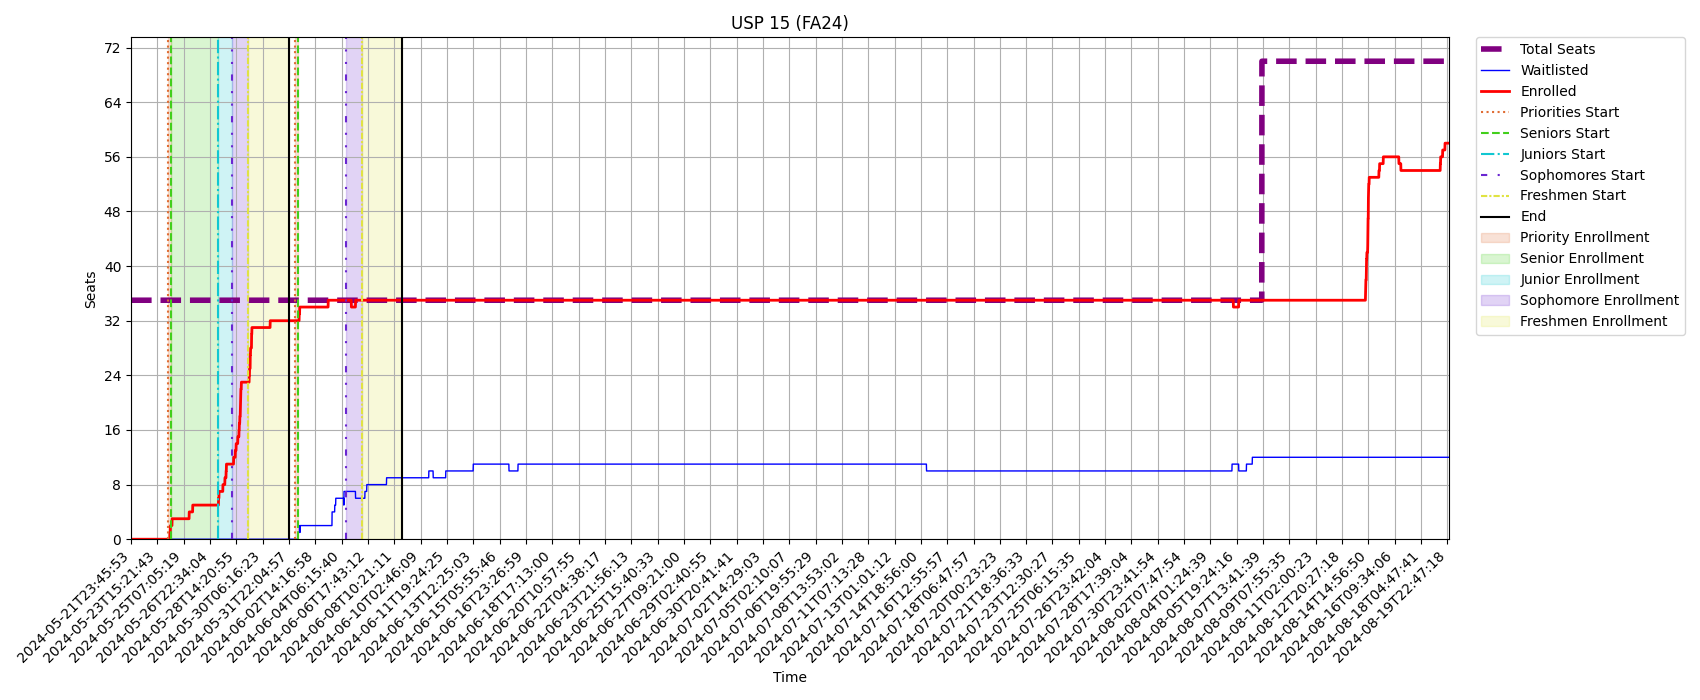 USP 15 (FA24)
Seats
72
64
56
48
40
32
24
16
8
0
2024-05-21T23:45:53
2024-05-23T15:21:43
2024-05-25T07:05:19
2024-05-26T22:34:04
2024-05-28T14:20:55
2024-05-30T06:16:23
2024-05-31T22:04:57
2024-06-02T14:16:58
2024-06-04T06:15:40
2024-06-06T17:43:12
2024-06-08T10:21:11
2024-06-10T02:46:09
2024-06-11T19:24:25
2024-06-13T12:25:03
2024-06-15T05:55:46
2024-06-16T23:26:59
2024-06-18T17:13:00
2024-06-20T10:57:55
2024-06-22T04:38:17
2024-06-23T21:56:13
2024-06-25T15:40:33
2024-06-27T09:21:00
2024-06-29T02:40:55
2024-06-30T20:41:41
2024-07-02T14:29:03
2024-07-05T02:10:07
2024-07-06T19:55:29
2024-07-08T13:53:02
2024-07-11T07:13:28
2024-07-13T01:01:12
2024-07-14T18:56:00
2024-07-16T12:55:57
2024-07-18T06:47:57
2024-07-20T00:23:23
2024-07-21T18:36:33
2024-07-23T12:30:27
2024-07-25T06:15:35
2024-07-26T23:42:04
2024-07-28T17:39:04
2024-07-30T23:41:54
2024-08-02T07:47:54
2024-08-04T01:24:39
2024-08-05T19:24:16
2024-08-07T13:41:39
2024-08-09T07:55:35
2024-08-11T02:00:23
2024-08-12T20:27:18
2024-08-14T14:56:50
2024-08-16T09:34:06
2024-08-18T04:47:41
2024-08-19T22:47:18
Time
Total Seats
Waitlisted
Enrolled
Priorities Start
Seniors Start
Juniors Start
Sophomores Start
Freshmen Start
End
Priority Enrollment
Senior Enrollment
Junior Enrollment
Sophomore Enrollment
Freshmen Enrollment